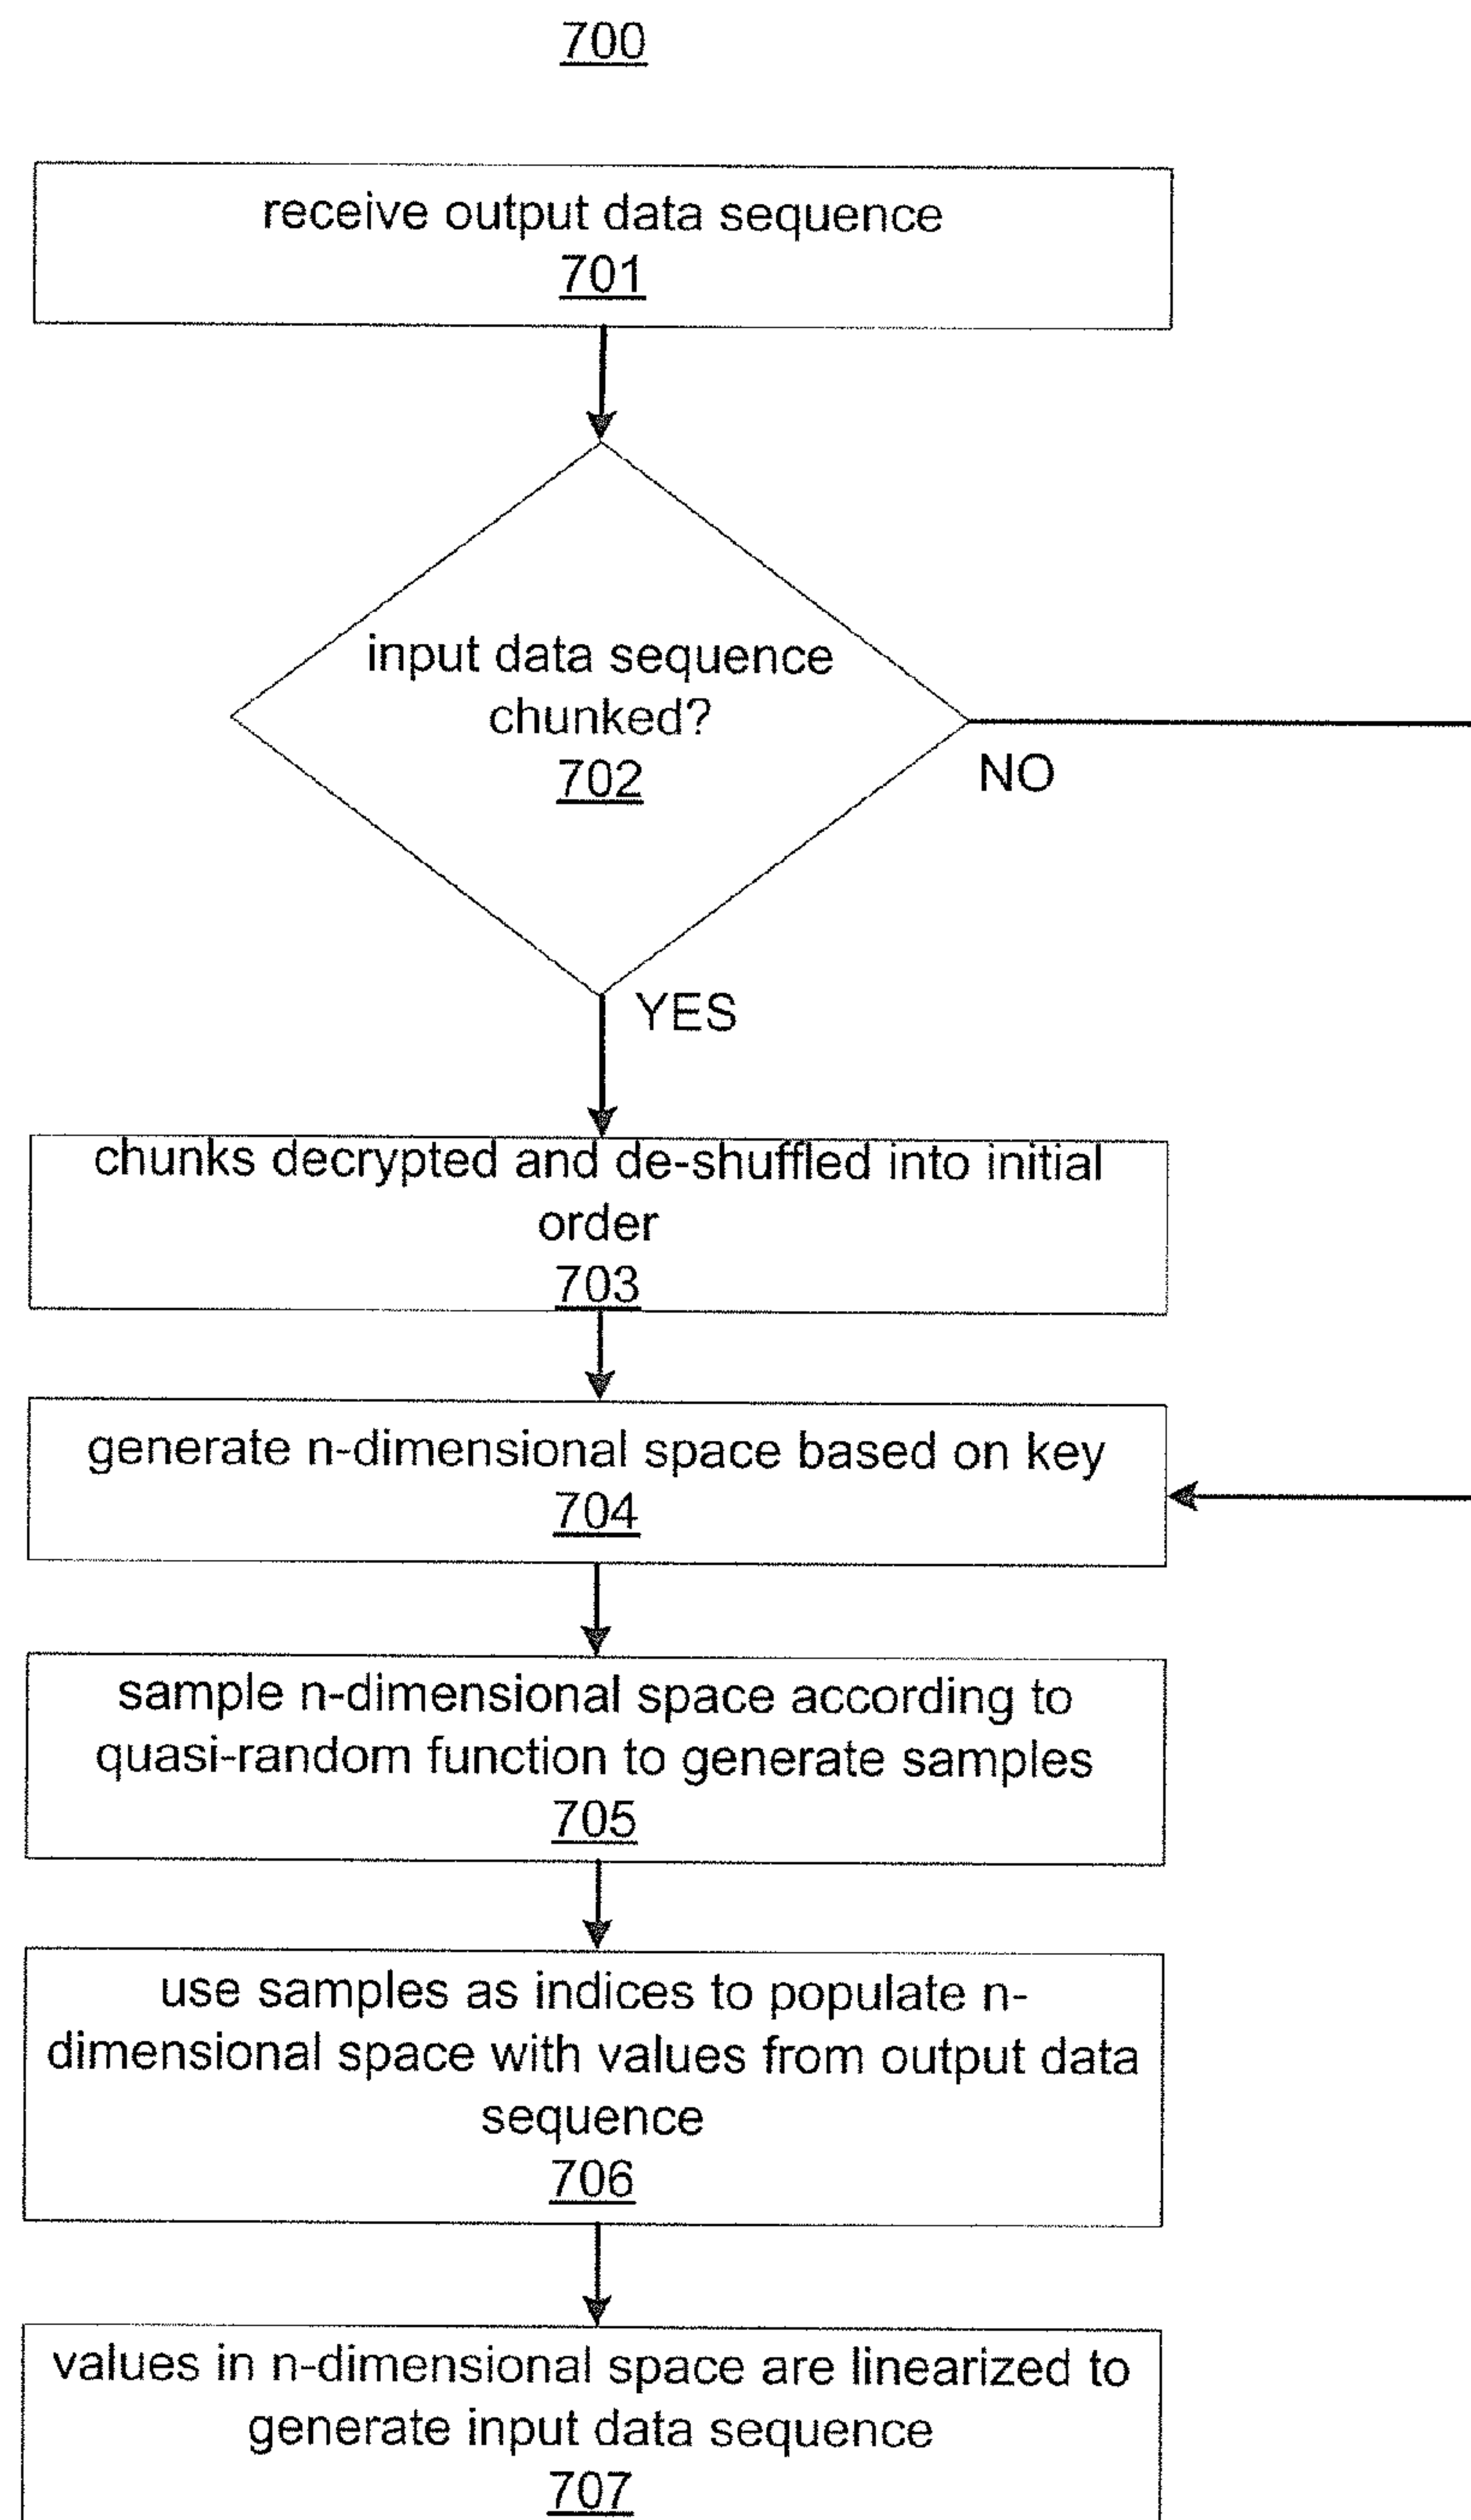 700
receive output data sequence
701
input data sequence
chunked?
702
NO
YES
chunks decrypted and de-shuffled into initial
order
703
generate n-dimensional space based on key
704
sample n-dimensional space according to
quasi-random function to generate samples
705
use samples as indices to populate n-
dimensional space with values from output data
sequence
706
values in n-dimensional space are linearized to
generate input data sequence
707